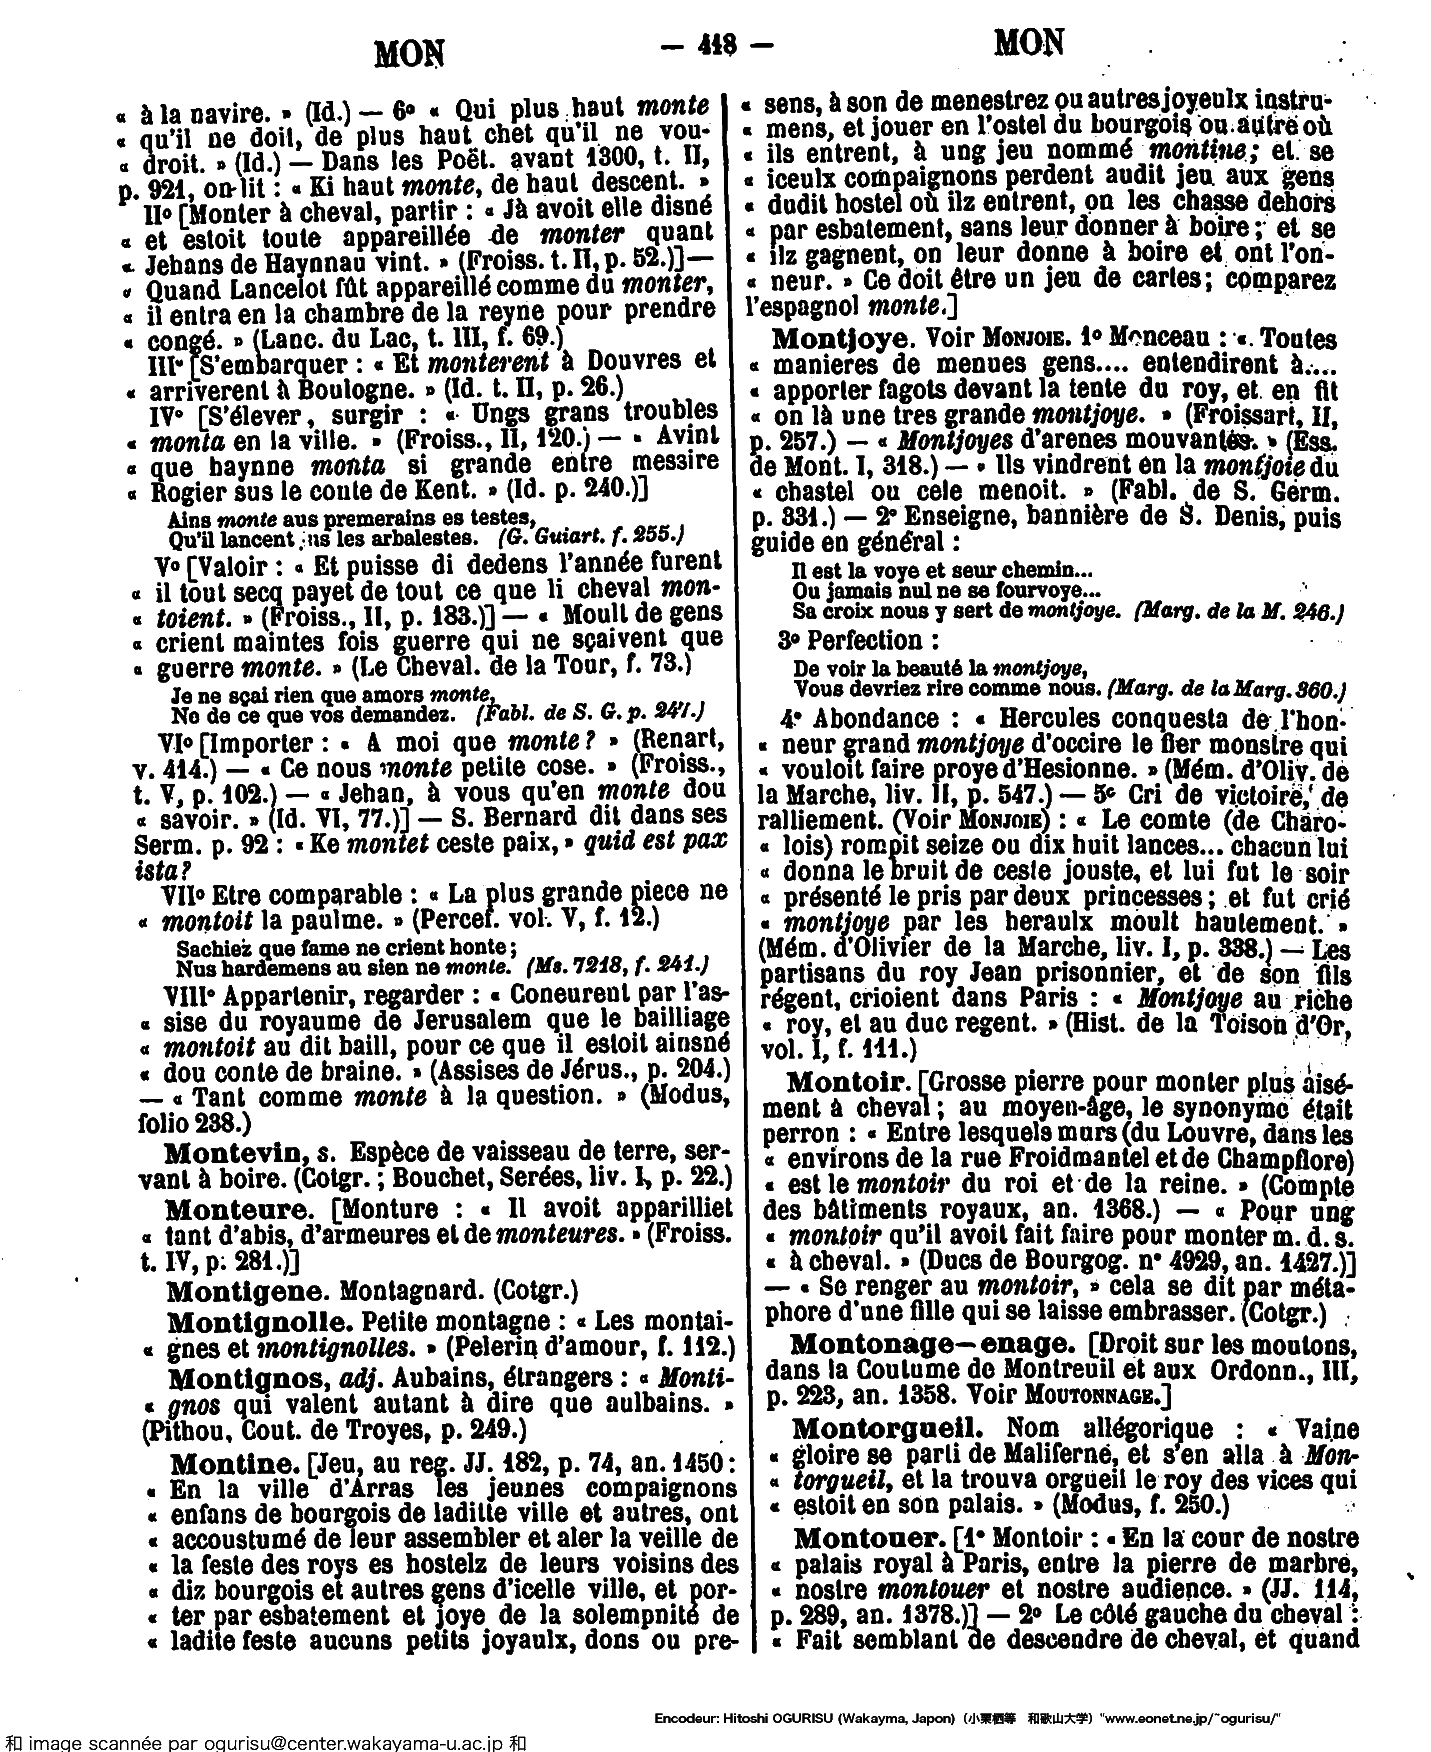 MON
— 418 —
MON
« à la navire. » (Id.) — 6º « Qui plus haut monte
« qu'il ne doit, de plus haut chet qu'il ne vou-
« droit. » (Id.) — Dans les Poët. avant 1300, t. II,
p. 921, on lit : « Ki haut monte, de haut descent. »
IIº [Monter à cheval, partir : « Jà avoit elle disné
« et estoit toute appareillée de monter quant
« Jehans de Haynnau vint. » (Froiss. t. II, p. 52.)] —
« Quand Lancelot fût appareillé comme du monter,
« il entra en la chambre de la reyne pour prendre
« congé. » (Lanc. du Lac, t. III, f. 69.)
IIIº [S'embarquer : « Et monterent à Douvres et
« arriverent à Boulogne. » (Id. t. II, p. 26.)
IVº [S'élever, surgir : « Ungs grans troubles
« monta en la ville. » (Froiss., II, 120.) — « Avint
« que haynne monta si grande entre messire
« Rogier sus le conte de Kent. » (Id. p. 240.)]
Ains monte aus premerains es testes,
Qu'il lancent jus les arbalestes. (G. Guiart. f. 255.)
Vº [Valoir : « Et puisse di dedens l'année furent
« il tout secq payet de tout ce que li cheval mon-
« toient. » (Froiss., II, p. 183.)] — « Moult de gens
« crient maintes fois guerre qui ne sçaivent que
« guerre monte. » (Le Cheval. de la Tour, f. 73.)
Je ne sçai rien que amors monte,
No de ce que vos demandez. (Fabl. de S. G. p. 247.)
VIº [Importer : « A moi que monte ? » (Renart,
v. 414.) — « Ce nous monte petite cose. » (Froiss.,
t. V, p. 102.) — « Jehan, à vous qu'en monte dou
« savoir. » (Id. VI, 77.)] — S. Bernard dit dans ses
Serm. p. 92 : « Ke montet ceste paix, » quid est pax
ista?
VIIº Etre comparable : « La plus grande piece ne
« montoit la paulme. » (Percef. vol. V, f. 12.)
Sachiez que fame ne crient honte ;
Nus hardemens au sien ne monte. (Ms. 7218, f. 241.)
VIIIº Appartenir, regarder : « Coneurent par l'as-
« sise du royaume de Jerusalem que le bailliage
« montoit au dit baill, pour ce que il estoit ainsné
« dou conte de braine. » (Assises de Jérus., p. 204.)
— « Tant comme monte à la question. » (Modus,
folio 238.)
Montevin, s. Espèce de vaisseau de terre, ser-
vant à boire. (Cotgr. ; Bouchet, Serées, liv. I, p. 22.)
Monteure. [Monture : « Il avoit apparilliet
« tant d'abis, d'armeures et de monteures. » (Froiss.
t. IV, p. 281.)]
Montigene. Montagnard. (Cotgr.)
Montignolle. Petite montagne : « Les montai-
« gnes et montignolles. » (Pelerin d'amour, f. 112.)
Montignos, adj. Aubains, étrangers : « Monti-
« gnos qui valent autant à dire que aulbains. »
(Pithou, Cout. de Troyes, p. 249.)
Montine. [Jeu, au reg. JJ. 182, p. 74, an. 1450 :
« En la ville d'Arras les jeunes compaignons
« enfans de bourgois de laditte ville et autres, ont
« accoustumé de leur assembler et aler la veille de
« la feste des roys es hostelz de leurs voisins des
« diz bourgois et autres gens d'icelle ville, et por-
« ter par esbatement et joye de la solempnité de
« ladite feste aucuns petits joyaulx, dons ou pre-
« sens, à son de menestrez ou autres joyeulx instru-
« mens, et jouer en l'ostel du bourgois ou autre où
« ils entrent, à ung jeu nommé montine ; et se
« iceulx compaignons perdent audit jeu aux gens
« dudit hostel où ilz entrent, on les chasse dehors
« par esbatement, sans leur donner à boire ; et se
« ilz gagnent, on leur donne à boire et ont l'on-
« neur. » Ce doit être un jeu de cartes ; comparez
l'espagnol monte.]
Montjoye. Voir MONJOIE. 1º Monceau : « Toutes
« manieres de menues gens.... entendirent à....
« apporter fagots devant la tente du roy, et en fit
« on là une tres grande montjoye. » (Froissart, II,
p. 257.) — « Montjoyes d'arenes mouvantes. » (Ess.
de Mont. I, 318.) — « Ils vindrent en la montjoie du
« chastel ou cele menoit. » (Fabl. de S. Germ.
p. 331.) — 2º Enseigne, bannière de S. Denis, puis
guide en général :
Il est la voye et seur chemin...
Ou jamais nul ne se fourvoye...
Sa croix nous y sert de montjoye. (Marg. de la M. 246.)
3º Perfection :
De voir la beauté la montjoye,
Vous devriez rire comme nous. (Marg. de la Marg. 360.)
4º Abondance : « Hercules conquesta de l'hon-
« neur grand montjoye d'occire le fier monstre qui
« vouloit faire proye d'Hesionne. » (Mém. d'Oliv. de
la Marche, liv. II, p. 547.) — 5º Cri de victoire, de
ralliement. (Voir MONJOIE) : « Le comte (de Charo-
« lois) rompit seize ou dix huit lances... chacun lui
« donna le bruit de ceste jouste, et lui fut le soir
« présenté le pris par deux princesses ; et fut crié
« montjoye par les heraulx moult hautement. »
(Mém. d'Olivier de la Marche, liv. I, p. 338.) — Les
partisans du roy Jean prisonnier, et de son fils
régent, crioient dans Paris : « Montjoye au riche
« roy, et au duc regent. » (Hist. de la Toison d'Or,
vol. I, f. 111.)
Montoir. [Grosse pierre pour monter plus aisé-
ment à cheval ; au moyen-âge, le synonyme était
perron : « Entre lesquels murs (du Louvre, dans les
« environs de la rue Froidmantel et de Champflore)
« est le montoir du roi et de la reine. » (Compte
des bâtiments royaux, an. 1368.) — « Pour ung
« montoir qu'il avoit fait faire pour monter m. d. s.
« à cheval. » (Ducs de Bourgog. nº 4929, an. 1427.)]
— « Se renger au montoir, » cela se dit par méta-
phore d'une fille qui se laisse embrasser. (Cotgr.)
Montonage—enage. [Droit sur les moutons,
dans la Coutume de Montreuil et aux Ordonn., III,
p. 223, an. 1358. Voir MOUTONNAGE.]
Montorgueil. Nom allégorique : « Vaine
« gloire se parti de Maliferne, et s'en alla à Mon-
« torgueil, et la trouva orgueil le roy des vices qui
« estoit en son palais. » (Modus, f. 250.)
Montouer. [1º Montoir : « En la cour de nostre
« palais royal à Paris, entre la pierre de marbre,
« nostre montouer et nostre audience. » (JJ. 114,
p. 289, an. 1378.)] — 2º Le côté gauche du cheval :
« Fait semblant de descendre de cheval, et quand
Encodeur: Hitoshi OGURISU (Wakayma, Japon) (小栗栖等 和歌山大学) "www.eonet.ne.jp/~ogurisu/"
和 image scannée par ogurisu@center.wakayama-u.ac.jp 和